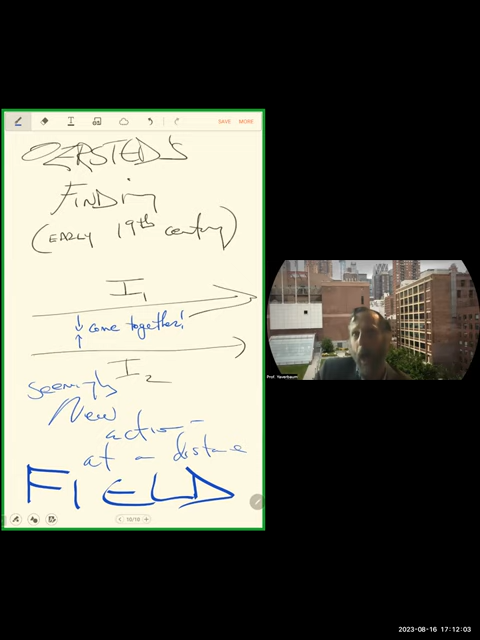 SAVE MORE
OERSTED'S
FINDING
(EARLY 19th century)
I1
↓ come together!
↑
I2
Seemingly
New
action-
at a distance
FIELD
10/10
Prof. Yaverbaum
2023-08-16 17:12:03